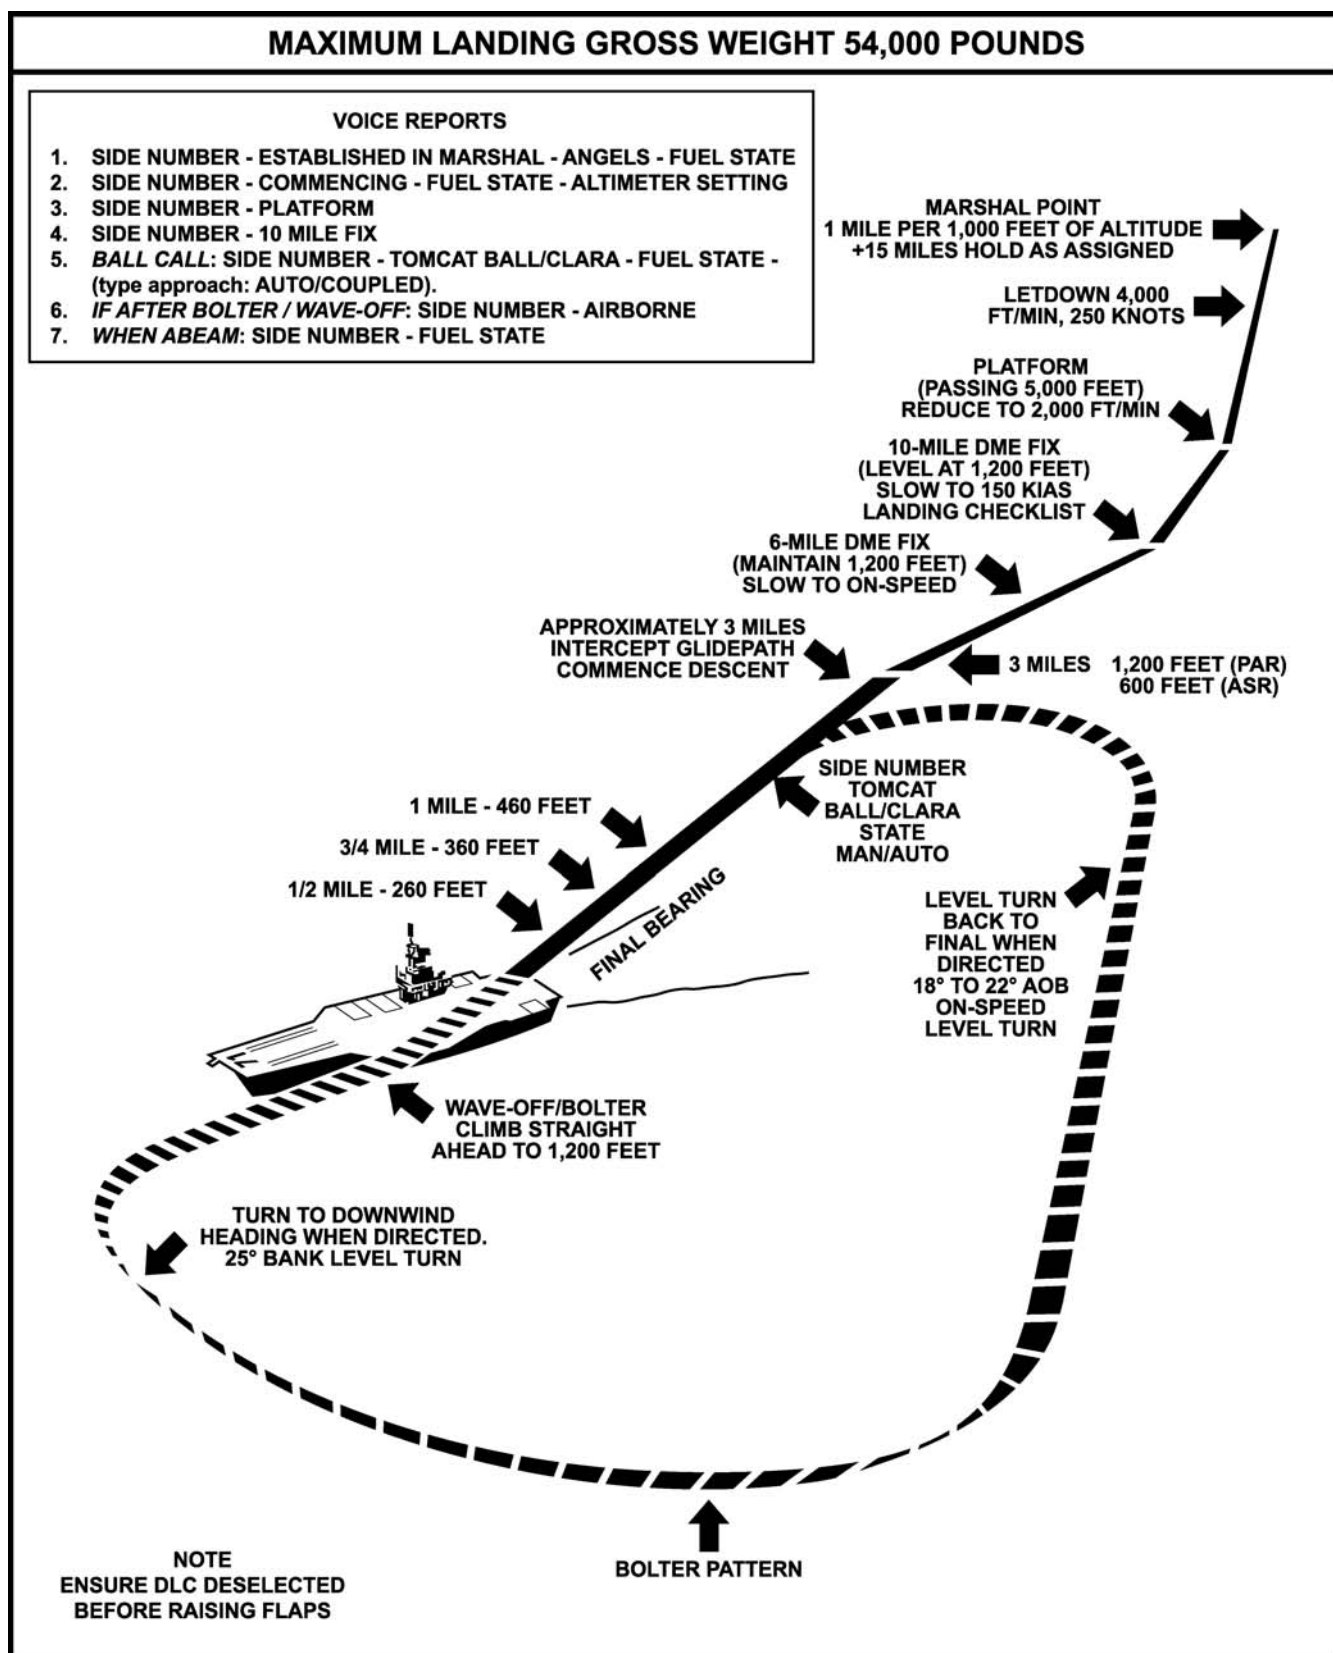 MAXIMUM LANDING GROSS WEIGHT 54,000 POUNDS
VOICE REPORTS
1. SIDE NUMBER - ESTABLISHED IN MARSHAL - ANGELS - FUEL STATE
2. SIDE NUMBER - COMMENCING - FUEL STATE - ALTIMETER SETTING
3. SIDE NUMBER - PLATFORM
4. SIDE NUMBER - 10 MILE FIX
5. BALL CALL: SIDE NUMBER - TOMCAT BALL/CLARA - FUEL STATE -
(type approach: AUTO/COUPLED).
6. IF AFTER BOLTER / WAVE-OFF: SIDE NUMBER - AIRBORNE
7. WHEN ABEAM: SIDE NUMBER - FUEL STATE
MARSHAL POINT
1 MILE PER 1,000 FEET OF ALTITUDE
+15 MILES HOLD AS ASSIGNED
LETDOWN 4,000
FT/MIN, 250 KNOTS
PLATFORM
(PASSING 5,000 FEET)
REDUCE TO 2,000 FT/MIN
10-MILE DME FIX
(LEVEL AT 1,200 FEET)
SLOW TO 150 KIAS
LANDING CHECKLIST
6-MILE DME FIX
(MAINTAIN 1,200 FEET)
SLOW TO ON-SPEED
APPROXIMATELY 3 MILES
INTERCEPT GLIDEPATH
COMMENCE DESCENT
3 MILES 1,200 FEET (PAR)
600 FEET (ASR)
SIDE NUMBER
TOMCAT
BALL/CLARA
STATE
MAN/AUTO
1 MILE - 460 FEET
3/4 MILE - 360 FEET
1/2 MILE - 260 FEET
FINAL BEARING
LEVEL TURN
BACK TO
FINAL WHEN
DIRECTED
18° TO 22° AOB
ON-SPEED
LEVEL TURN
WAVE-OFF/BOLTER
CLIMB STRAIGHT
AHEAD TO 1,200 FEET
TURN TO DOWNWIND
HEADING WHEN DIRECTED.
25° BANK LEVEL TURN
BOLTER PATTERN
NOTE
ENSURE DLC DESELECTED
BEFORE RAISING FLAPS